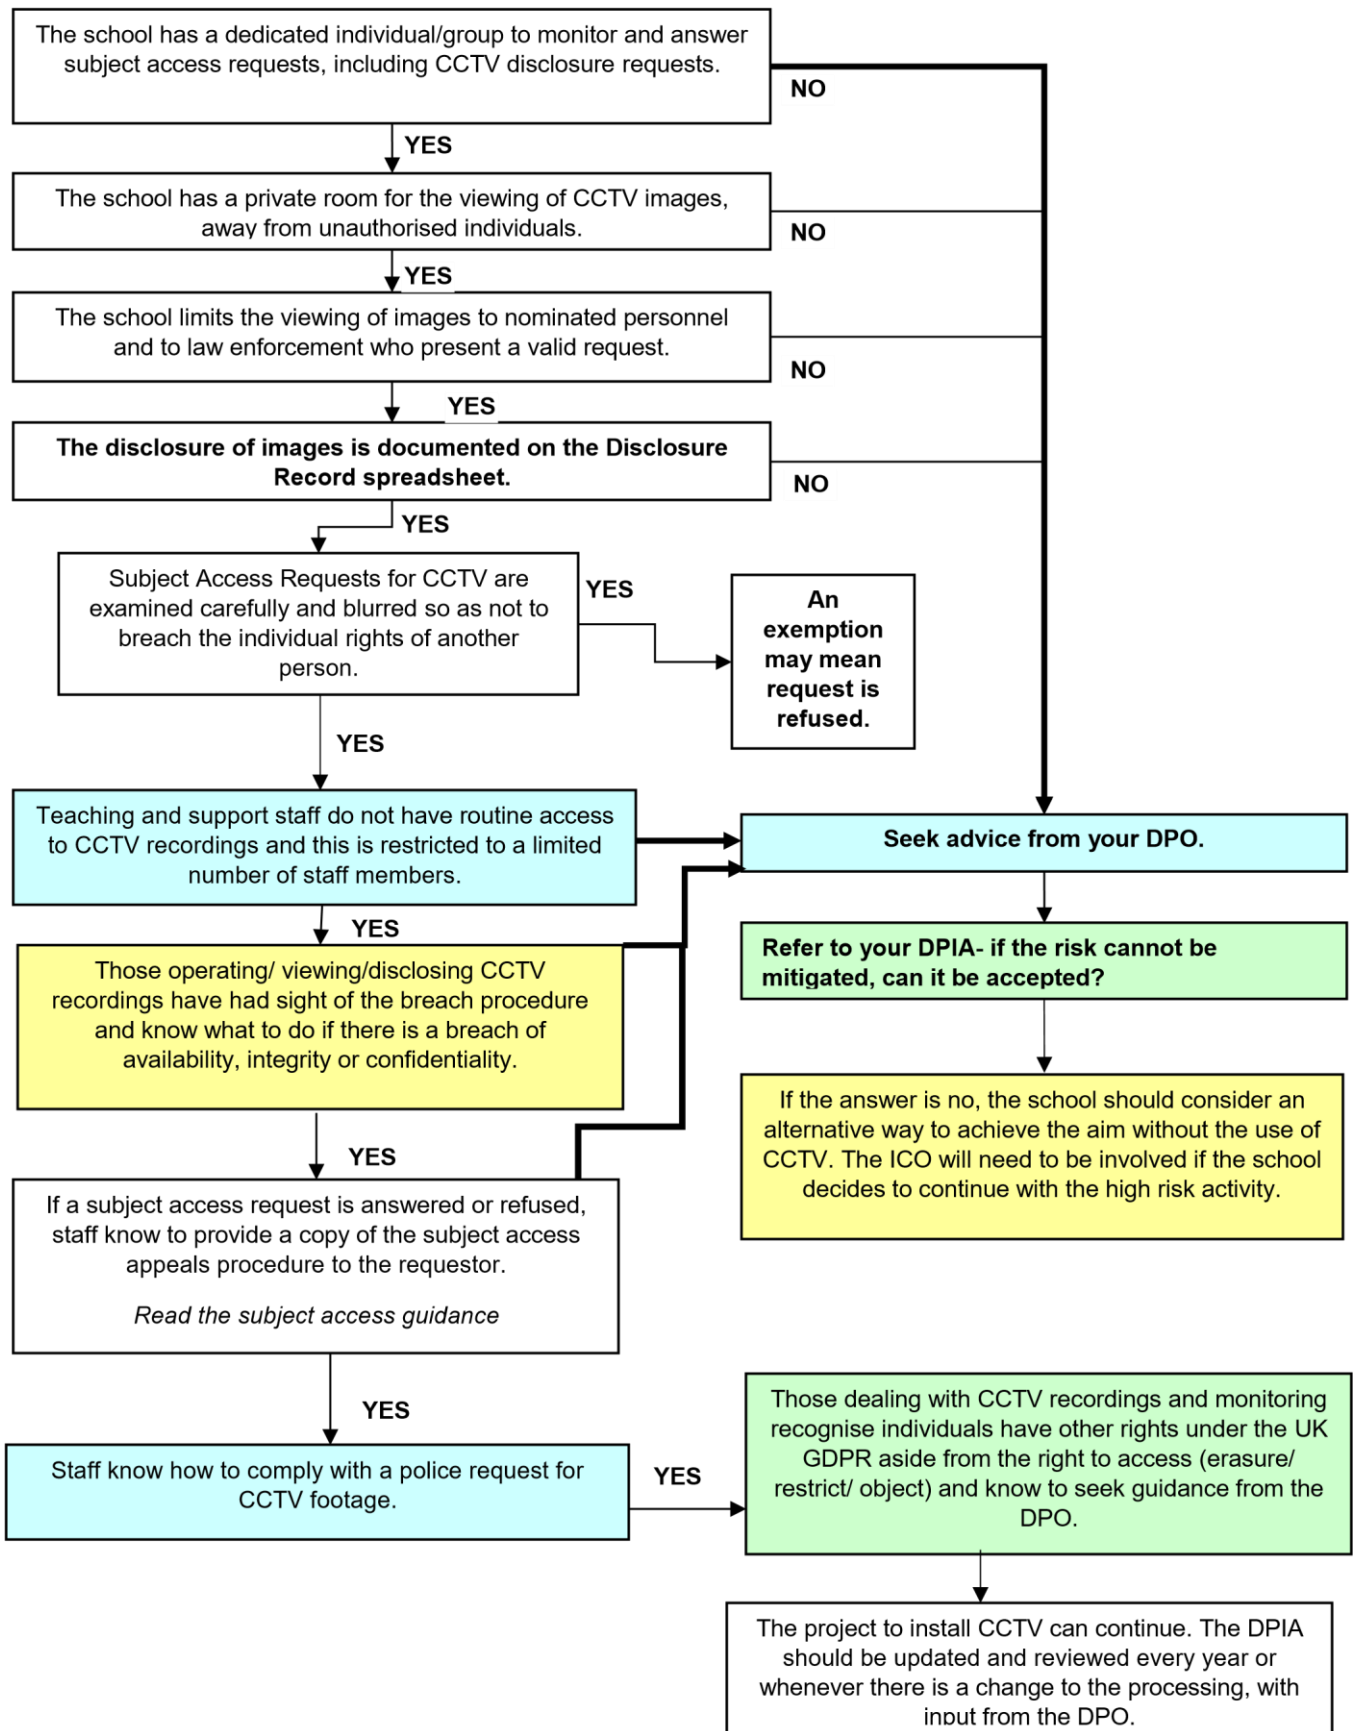 The school has a dedicated individual/group to monitor and answer
subject access requests, including CCTV disclosure requests.
NO
YES
The school has a private room for the viewing of CCTV images,
away from unauthorised individuals.
NO
YES
The school limits the viewing of images to nominated personnel
and to law enforcement who present a valid request.
NO
YES
The disclosure of images is documented on the Disclosure
Record spreadsheet.
NO
YES
Subject Access Requests for CCTV are
examined carefully and blurred so as not to
breach the individual rights of another
person.
YES
An
exemption
may mean
request is
refused.
YES
Teaching and support staff do not have routine access
to CCTV recordings and this is restricted to a limited
number of staff members.
Seek advice from your DPO.
YES
Refer to your DPIA- if the risk cannot be
mitigated, can it be accepted?
Those operating/ viewing/disclosing CCTV
recordings have had sight of the breach procedure
and know what to do if there is a breach of
availability, integrity or confidentiality.
If the answer is no, the school should consider an
alternative way to achieve the aim without the use of
CCTV. The ICO will need to be involved if the school
decides to continue with the high risk activity.
YES
If a subject access request is answered or refused,
staff know to provide a copy of the subject access
appeals procedure to the requestor.
Read the subject access guidance
YES
Staff know how to comply with a police request for
CCTV footage.
YES
Those dealing with CCTV recordings and monitoring
recognise individuals have other rights under the UK
GDPR aside from the right to access (erasure/
restrict/ object) and know to seek guidance from the
DPO.
The project to install CCTV can continue. The DPIA
should be updated and reviewed every year or
whenever there is a change to the processing, with
input from the DPO.